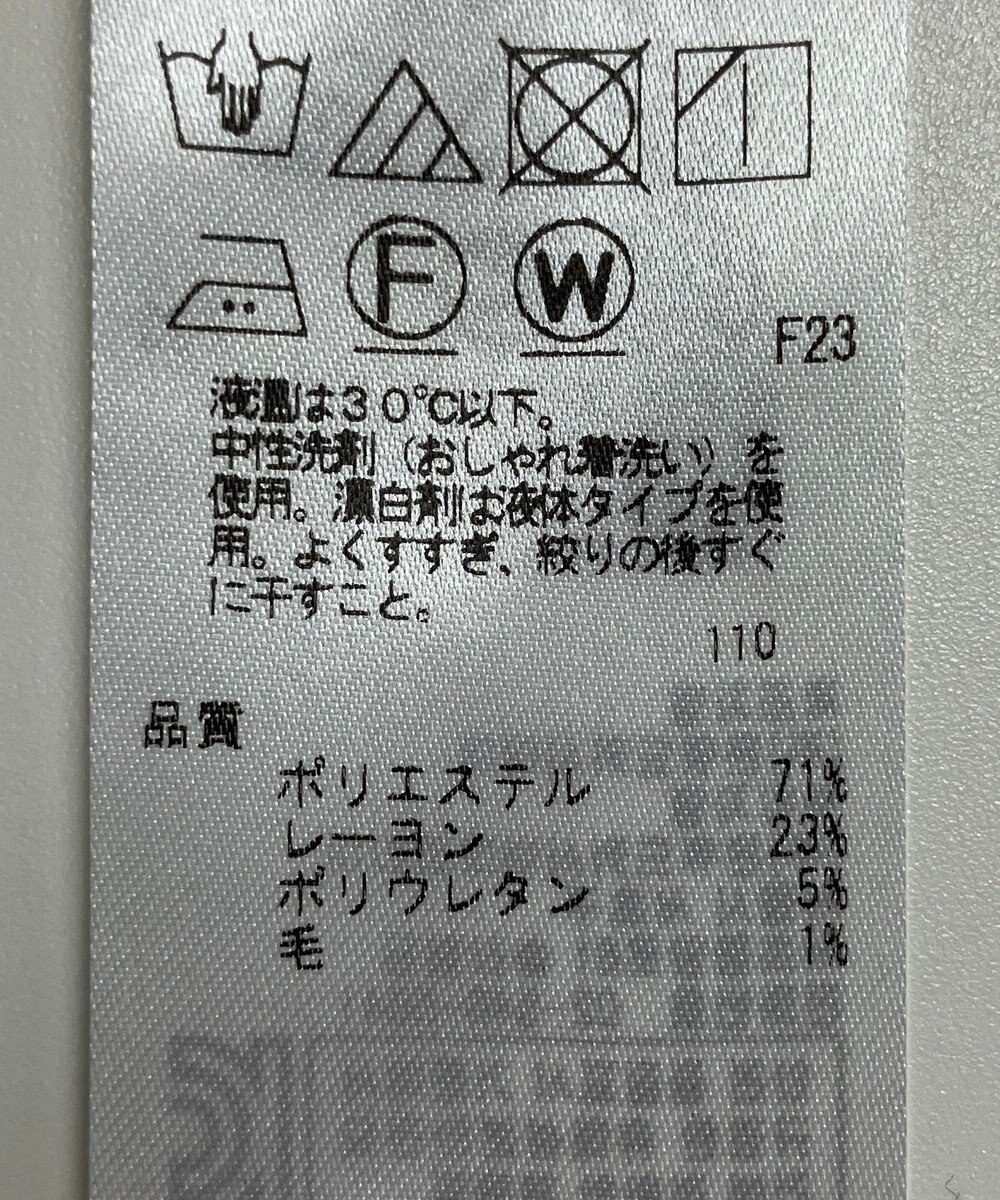 F
W
F23
液温は30℃以下。
中性洗剤（おしゃれ着洗い）を
使用。漂白剤は液体タイプを使
用。よくすすぎ、絞りの後すぐ
に干すこと。
110
品質
ポリエステル 71%
レーヨン 23%
ポリウレタン 5%
毛 1%